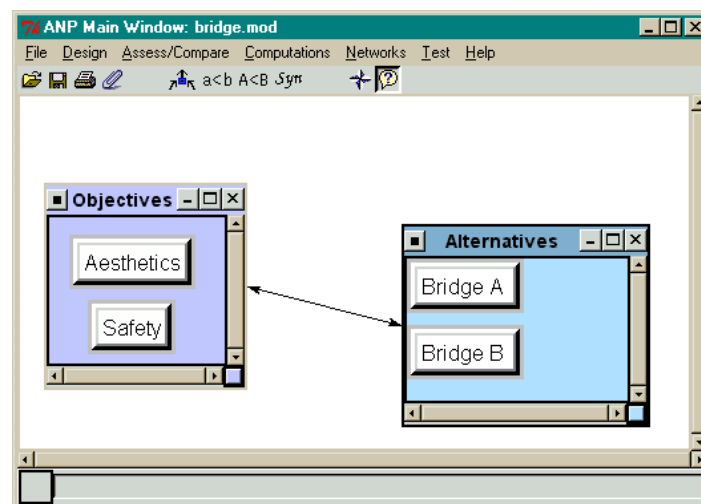 ANP Main Window: bridge.mod
File Design Assess/Compare Computations Networks Test Help
a<b A<B Syn
Objectives
Aesthetics
Safety
Alternatives
Bridge A
Bridge B